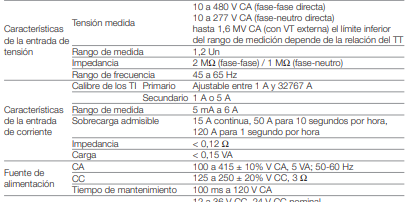 10 a 480 V CA (fase-fase directa)
Tensión medida 10 a 277 V CA (fase-neutro directa)
Características hasta 1,6 MV CA (con VT externa) el límite inferior
de la entrada de del rango de medición depende de la relación del TT
tensión Rango de medida 1,2 Un
Impedancia 2 MΩ (fase-fase) / 1 MΩ (fase-neutro)
Rango de frecuencia 45 a 65 Hz
Calibre de los TI Primario Ajustable entre 1 A y 32767 A
Secundario 1 A o 5 A
Características Rango de medida 5 mA a 6 A
de la entrada Sobrecarga admisible 15 A continua, 50 A para 10 segundos por hora,
de corriente 120 A para 1 segundo por hora
Impedancia < 0,12 Ω
Carga < 0,15 VA
Fuente de CA 100 a 415 ± 10% V CA, 5 VA; 50-60 Hz
alimentación CC 125 a 250 ± 20% V CC, 3 Ω
Tiempo de mantenimiento 100 ms a 120 V CA
12 a 36 V CC, 24 V CC nominal